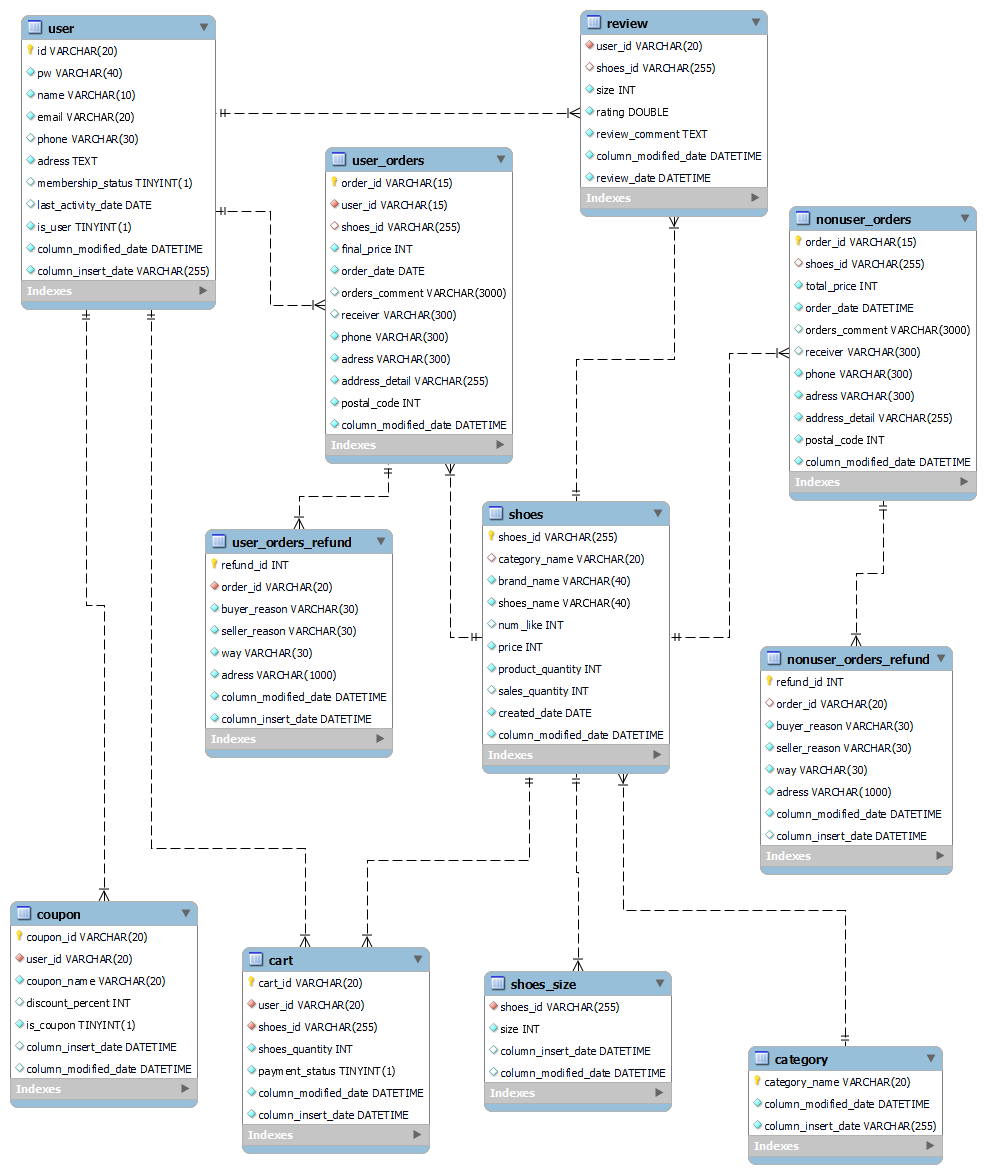 user
id VARCHAR(20)
pw VARCHAR(40)
name VARCHAR(10)
email VARCHAR(20)
phone VARCHAR(30)
adress TEXT
membership_status TINYINT(1)
last_activity_date DATE
is_user TINYINT(1)
column_modified_date DATETIME
column_insert_date VARCHAR(255)
Indexes
review
user_id VARCHAR(20)
shoes_id VARCHAR(255)
size INT
rating DOUBLE
review_comment TEXT
column_modified_date DATETIME
review_date DATETIME
Indexes
user_orders
order_id VARCHAR(15)
user_id VARCHAR(15)
shoes_id VARCHAR(255)
final_price INT
order_date DATE
orders_comment VARCHAR(3000)
receiver VARCHAR(300)
phone VARCHAR(300)
adress VARCHAR(300)
address_detail VARCHAR(255)
postal_code INT
column_modified_date DATETIME
Indexes
nonuser_orders
order_id VARCHAR(15)
shoes_id VARCHAR(255)
total_price INT
order_date DATETIME
orders_comment VARCHAR(3000)
receiver VARCHAR(300)
phone VARCHAR(300)
adress VARCHAR(300)
address_detail VARCHAR(255)
postal_code INT
column_modified_date DATETIME
Indexes
user_orders_refund
refund_id INT
order_id VARCHAR(20)
buyer_reason VARCHAR(30)
seller_reason VARCHAR(30)
way VARCHAR(30)
adress VARCHAR(1000)
column_modified_date DATETIME
column_insert_date DATETIME
Indexes
shoes
shoes_id VARCHAR(255)
category_name VARCHAR(20)
brand_name VARCHAR(40)
shoes_name VARCHAR(40)
num_like INT
price INT
product_quantity INT
sales_quantity INT
created_date DATE
column_modified_date DATETIME
Indexes
nonuser_orders_refund
refund_id INT
order_id VARCHAR(20)
buyer_reason VARCHAR(30)
seller_reason VARCHAR(30)
way VARCHAR(30)
adress VARCHAR(1000)
column_modified_date DATETIME
column_insert_date DATETIME
Indexes
coupon
coupon_id VARCHAR(20)
user_id VARCHAR(20)
coupon_name VARCHAR(20)
discount_percent INT
is_coupon TINYINT(1)
column_insert_date DATETIME
column_modified_date DATETIME
Indexes
cart
cart_id VARCHAR(20)
user_id VARCHAR(20)
shoes_id VARCHAR(255)
shoes_quantity INT
payment_status TINYINT(1)
column_modified_date DATETIME
column_insert_date DATETIME
Indexes
shoes_size
shoes_id VARCHAR(255)
size INT
column_insert_date DATETIME
column_modified_date DATETIME
Indexes
category
category_name VARCHAR(20)
column_modified_date DATETIME
column_insert_date VARCHAR(255)
Indexes